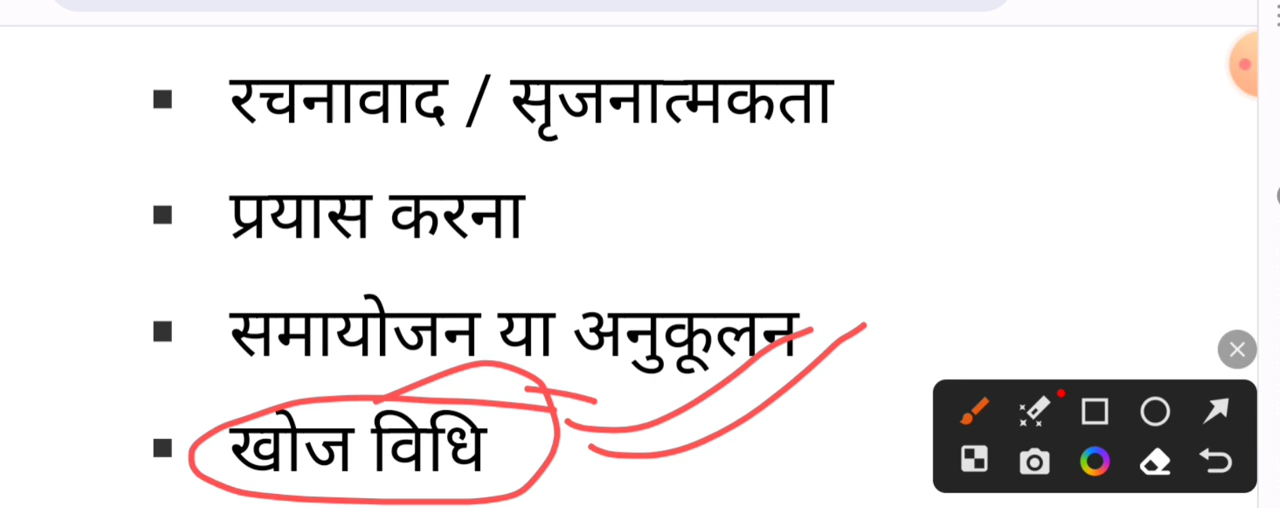 ▪ रचनावाद / सृजनात्मकता
▪ प्रयास करना
▪ समायोजन या अनुकूलन
▪ खोज विधि